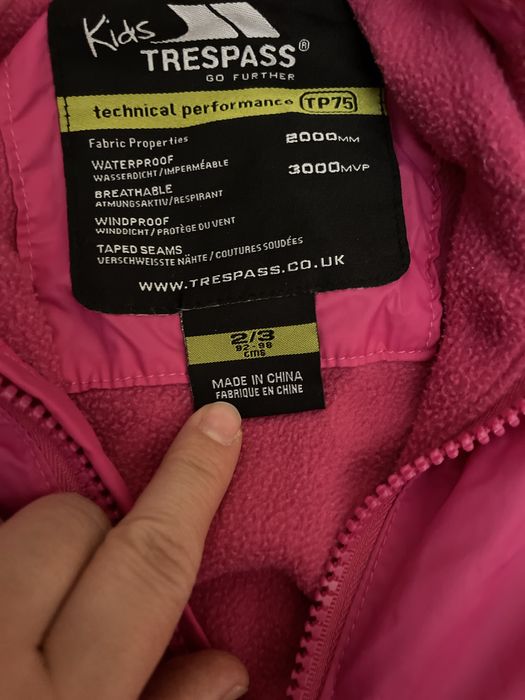 Kids
TRESPASS®
GO FURTHER
technical performance TP75
Fabric Properties
2000MM
WATERPROOF
WASSERDICHT/IMPERMÉABLE
3000MVP
BREATHABLE
ATMUNGSAKTIV/RESPIRANT
WINDPROOF
WINDDICHT/PROTÈGE DU VENT
TAPED SEAMS
VERSCHWEISSTE NÄHTE/COUTURES SOUDÉES
WWW.TRESPASS.CO.UK
2/3
92-98
cms
MADE IN CHINA
FABRIQUE EN CHINE